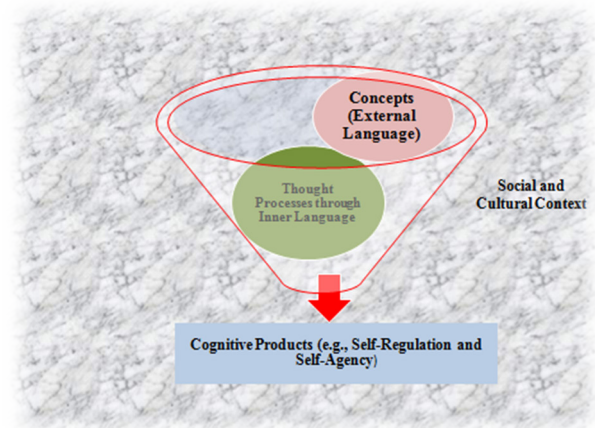 Concepts
(External
Language)
Thought
Processes through
Inner Language
Social and
Cultural Context
Cognitive Products (e.g., Self-Regulation and
Self-Agency)